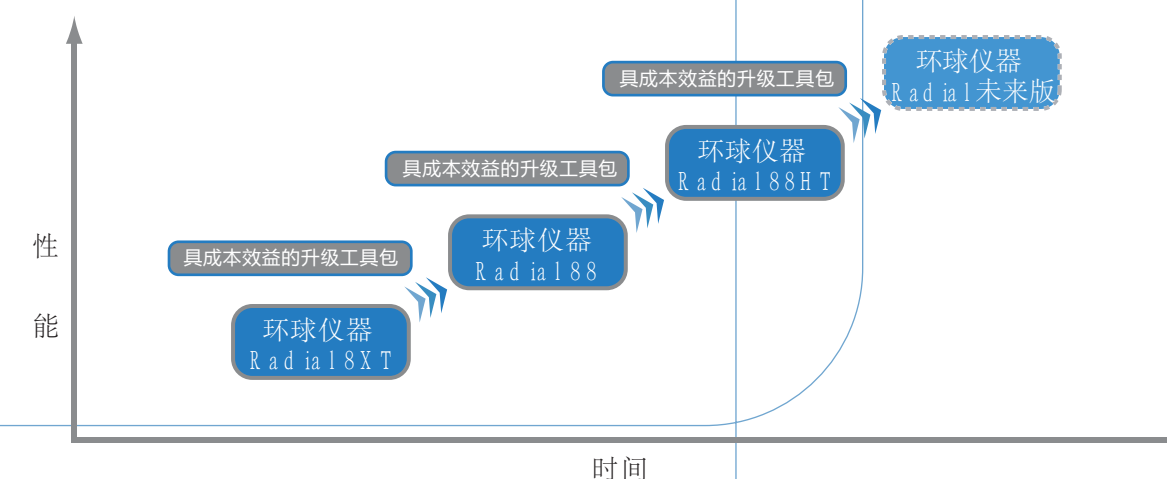 环球仪器
Radial未来版
具成本效益的升级工具包
环球仪器
Radial88HT
具成本效益的升级工具包
环球仪器
Radial88
具成本效益的升级工具包
环球仪器
Radial8XT
性
能
时间